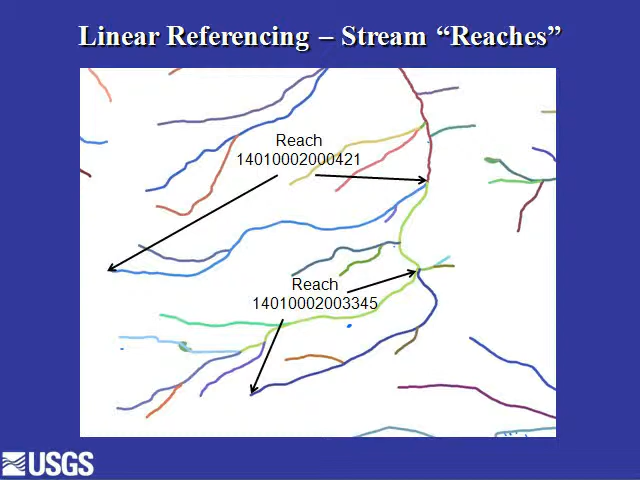 Linear Referencing – Stream “Reaches”
Reach
14010002000421
Reach
14010002003345
USGS